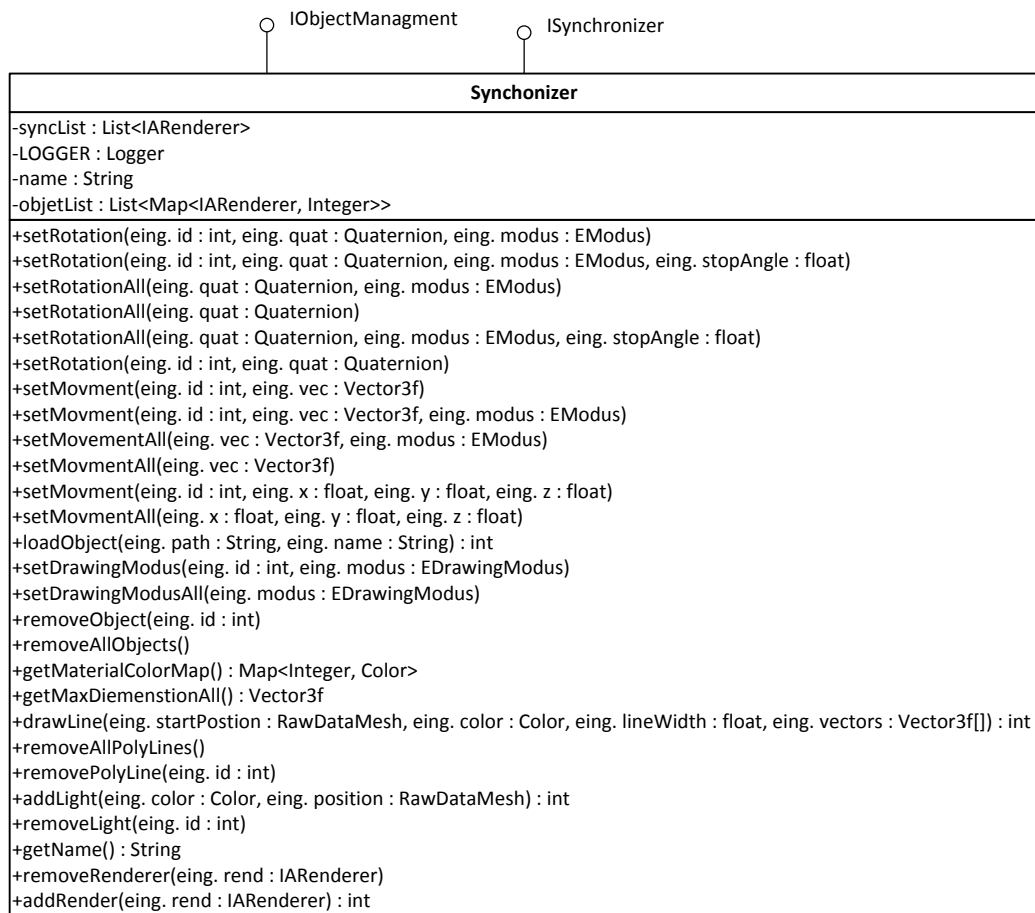 IObjectManagment
ISynchronizer
Synchonizer
-syncList : List<IARenderer>
-LOGGER : Logger
-name : String
-objetList : List<Map<IARenderer, Integer>>
+setRotation(eing. id : int, eing. quat : Quaternion, eing. modus : EModus)
+setRotation(eing. id : int, eing. quat : Quaternion, eing. modus : EModus, eing. stopAngle : float)
+setRotationAll(eing. quat : Quaternion, eing. modus : EModus)
+setRotationAll(eing. quat : Quaternion)
+setRotationAll(eing. quat : Quaternion, eing. modus : EModus, eing. stopAngle : float)
+setRotation(eing. id : int, eing. quat : Quaternion)
+setMovment(eing. id : int, eing. vec : Vector3f)
+setMovment(eing. id : int, eing. vec : Vector3f, eing. modus : EModus)
+setMovementAll(eing. vec : Vector3f, eing. modus : EModus)
+setMovmentAll(eing. vec : Vector3f)
+setMovment(eing. id : int, eing. x : float, eing. y : float, eing. z : float)
+setMovmentAll(eing. x : float, eing. y : float, eing. z : float)
+loadObject(eing. path : String, eing. name : String) : int
+setDrawingModus(eing. id : int, eing. modus : EDrawingModus)
+setDrawingModusAll(eing. modus : EDrawingModus)
+removeObject(eing. id : int)
+removeAllObjects()
+getMaterialColorMap() : Map<Integer, Color>
+getMaxDiemenstionAll() : Vector3f
+drawLine(eing. startPostion : RawDataMesh, eing. color : Color, eing. lineWidth : float, eing. vectors : Vector3f[]) : int
+removeAllPolyLines()
+removePolyLine(eing. id : int)
+addLight(eing. color : Color, eing. position : RawDataMesh) : int
+removeLight(eing. id : int)
+getName() : String
+removeRenderer(eing. rend : IARenderer)
+addRender(eing. rend : IARenderer) : int